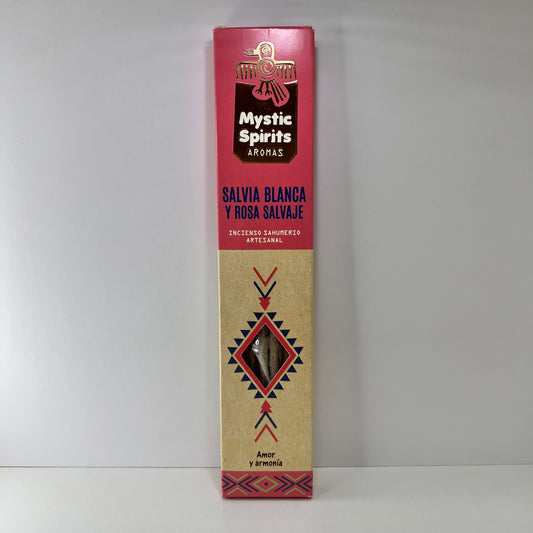 Mystic
Spirits
AROMAS
SALVIA BLANCA
Y ROSA SALVAJE
INCIENSO SAHUMERIO
ARTESANAL
Amor
y armonía